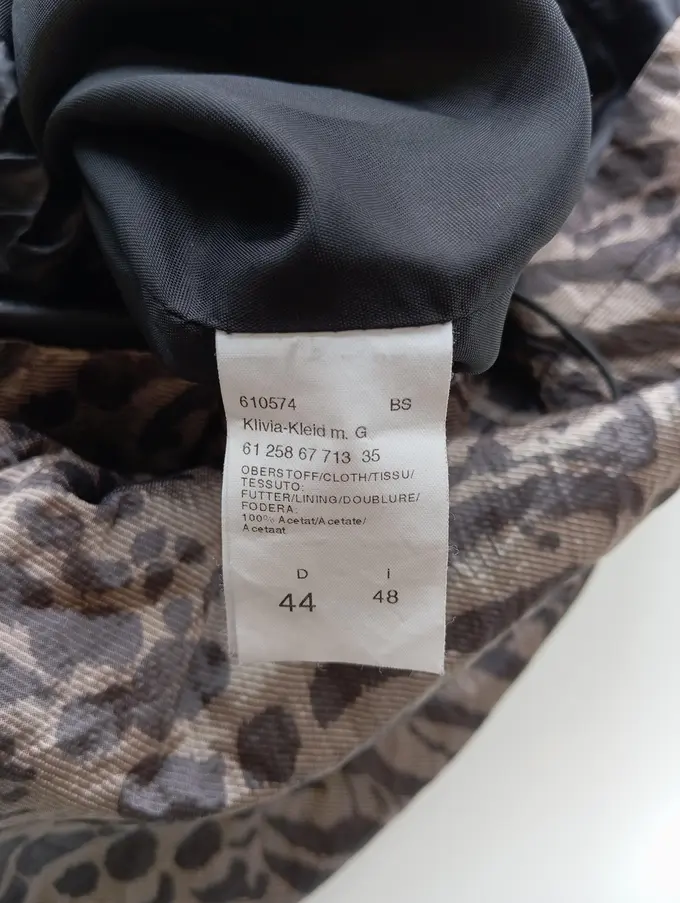 610574 BS
Klivia-Kleid m. G
61 258 67 713 35
OBERSTOFF/CLOTH/TISSU/
TESSUTO:
FUTTER/LINING/DOUBLURE/
FODERA:
100% Acetat/Acetate/
Acetaat
D I
44 48